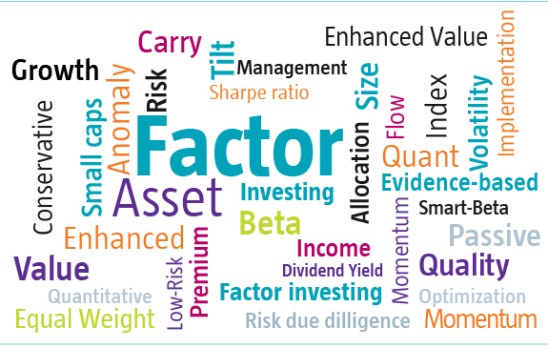 Carry
Tilt
Enhanced Value
Implementation
Growth
Anomaly
Risk
Management
Sharpe ratio
Size
Flow
Index
Volatility
Conservative
Small caps
Factor
Allocation
Quant
Asset
Investing
Evidence-based
Beta
Momentum
Smart-Beta
Enhanced
Premium
Income
Passive
Value
Low-Risk
Dividend Yield
Quality
Quantitative
Factor investing
Optimization
Equal Weight
Risk due dilligence
Momentum